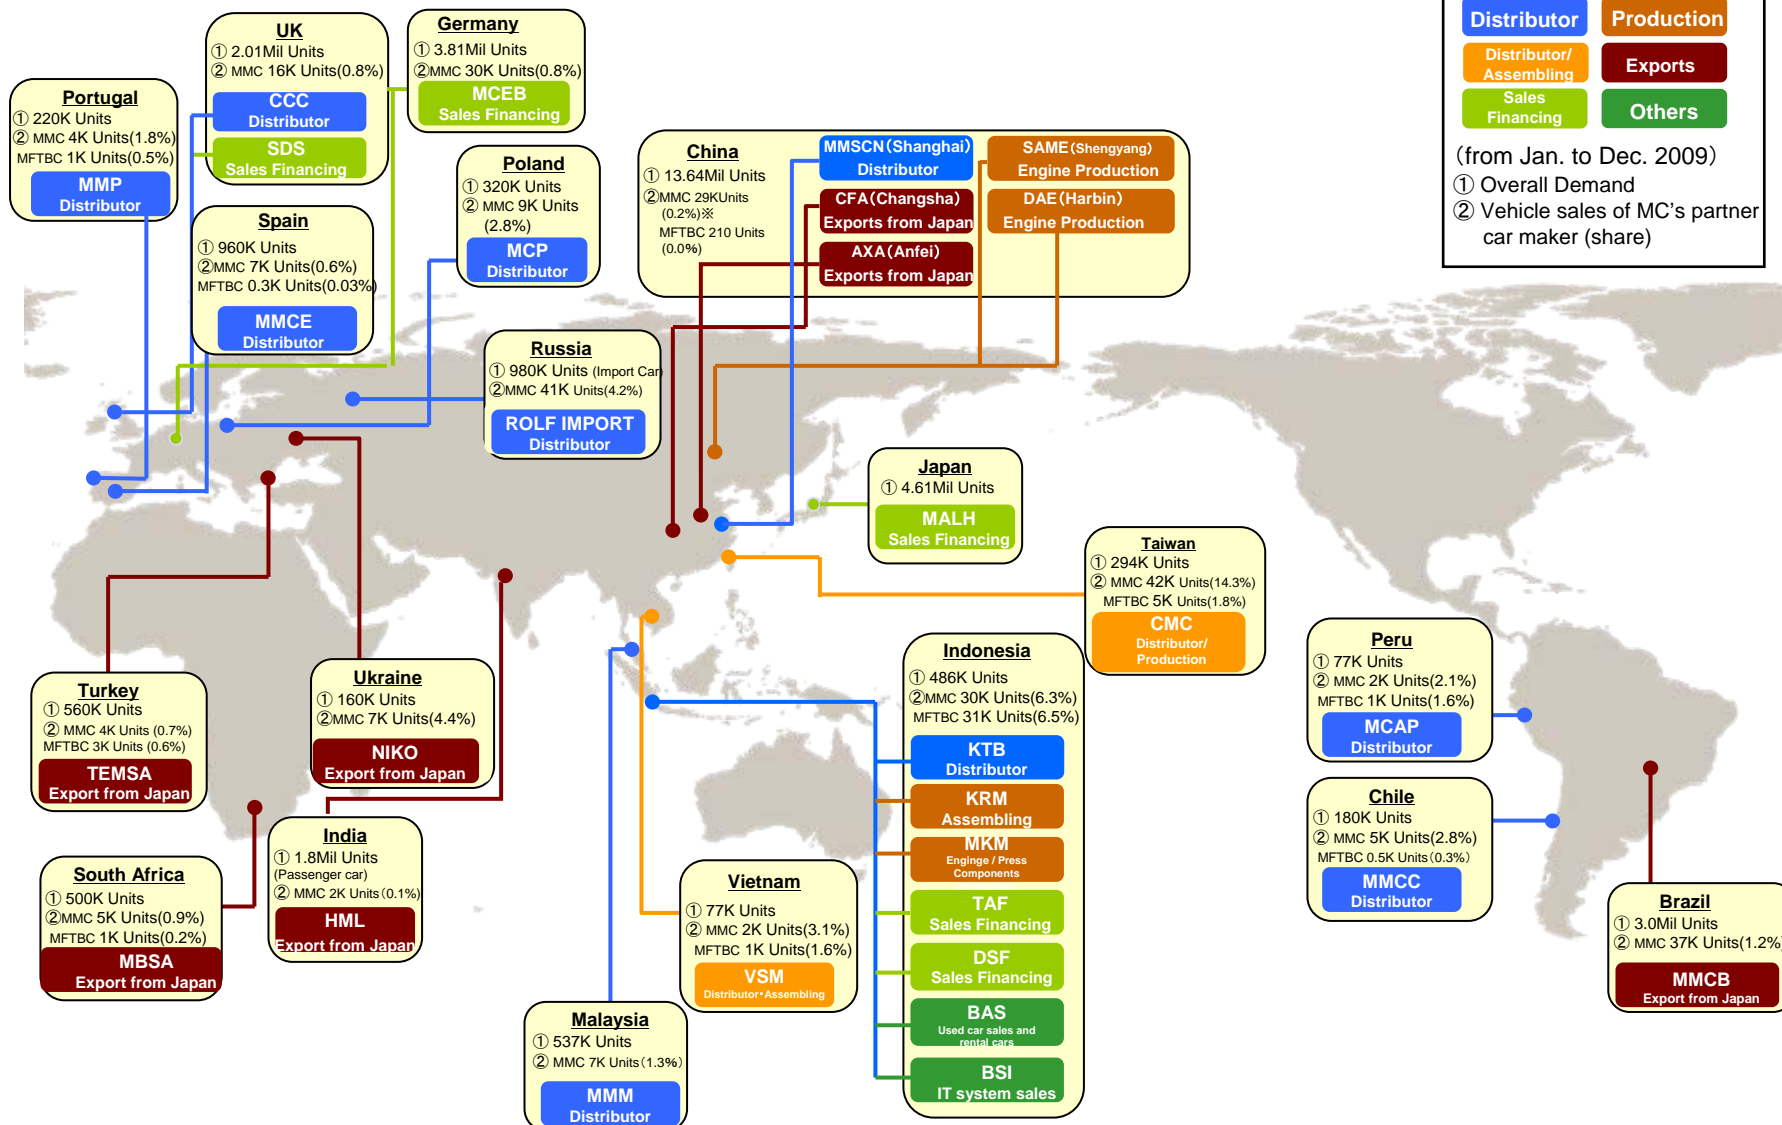 UK
① 2.01Mil Units
② MMC 16K Units(0.8%)
CCC
Distributor
SDS
Sales Financing
Germany
① 3.81Mil Units
②MMC 30K Units(0.8%)
MCEB
Sales Financing
Portugal
① 220K Units
② MMC 4K Units(1.8%)
MFTBC 1K Units(0.5%)
MMP
Distributor
Spain
① 960K Units
②MMC 7K Units(0.6%)
MFTBC 0.3K Units(0.03%)
MMCE
Distributor
Poland
① 320K Units
② MMC 9K Units
(2.8%)
MCP
Distributor
Russia
① 980K Units (Import Car)
②MMC 41K Units(4.2%)
ROLF IMPORT
Distributor
China
① 13.64Mil Units
②MMC 29KUnits
(0.2%)※
MFTBC 210 Units
(0.0%)
MMSCN(Shanghai)
Distributor
CFA(Changsha)
Exports from Japan
AXA(Anfei)
Exports from Japan
SAME(Shengyang)
Engine Production
DAE(Harbin)
Engine Production
Distributor
Production
Distributor/
Assembling
Exports
Sales
Financing
Others
(from Jan. to Dec. 2009)
① Overall Demand
② Vehicle sales of MC's partner
car maker (share)
Japan
① 4.61Mil Units
MALH
Sales Financing
Taiwan
① 294K Units
② MMC 42K Units(14.3%)
MFTBC 5K Units(1.8%)
CMC
Distributor/
Production
Turkey
① 560K Units
② MMC 4K Units (0.7%)
MFTBC 3K Units (0.6%)
TEMSA
Export from Japan
Ukraine
① 160K Units
②MMC 7K Units(4.4%)
NIKO
Export from Japan
India
① 1.8Mil Units
(Passenger car)
② MMC 2K Units(0.1%)
HML
Export from Japan
South Africa
① 500K Units
②MMC 5K Units(0.9%)
MFTBC 1K Units(0.2%)
MBSA
Export from Japan
Malaysia
① 537K Units
② MMC 7K Units(1.3%)
MMM
Distributor
Vietnam
① 77K Units
② MMC 2K Units(3.1%)
MFTBC 1K Units(1.6%)
VSM
Distributor・Assembling
Indonesia
① 486K Units
②MMC 30K Units(6.3%)
MFTBC 31K Units(6.5%)
KTB
Distributor
KRM
Assembling
MKM
Enginge / Press
Components
TAF
Sales Financing
DSF
Sales Financing
BAS
Used car sales and
rental cars
BSI
IT system sales
Peru
① 77K Units
② MMC 2K Units(2.1%)
MFTBC 1K Units(1.6%)
MCAP
Distributor
Chile
① 180K Units
② MMC 5K Units(2.8%)
MFTBC 0.5K Units(0.3%)
MMCC
Distributor
Brazil
① 3.0Mil Units
② MMC 37K Units(1.2%)
MMCB
Export from Japan